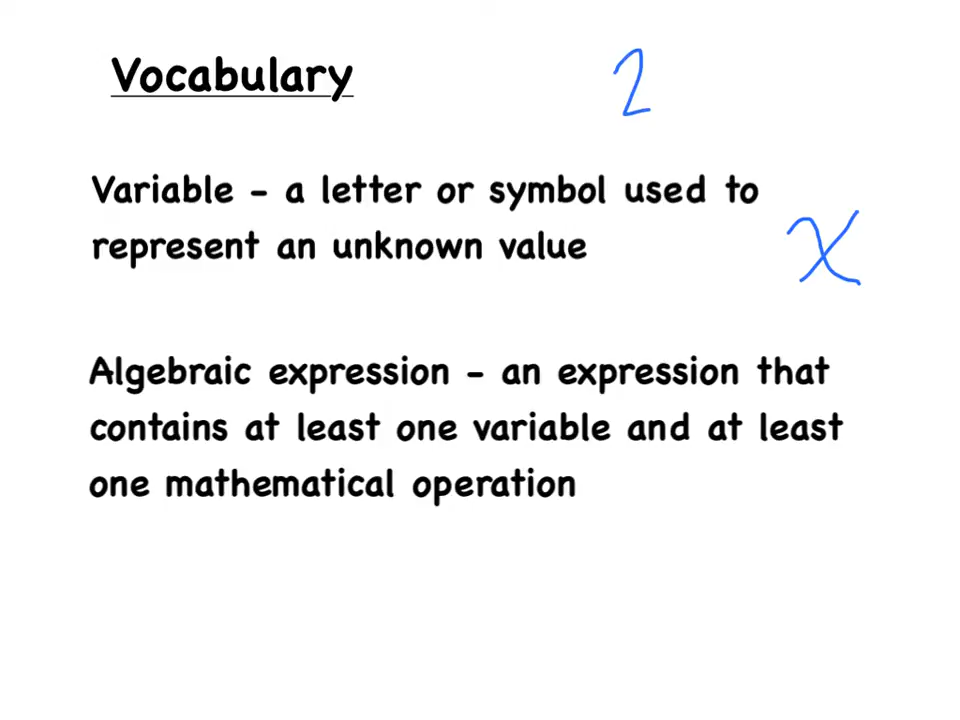 Vocabulary
2
Variable - a letter or symbol used to
represent an unknown value
x
Algebraic expression - an expression that
contains at least one variable and at least
one mathematical operation